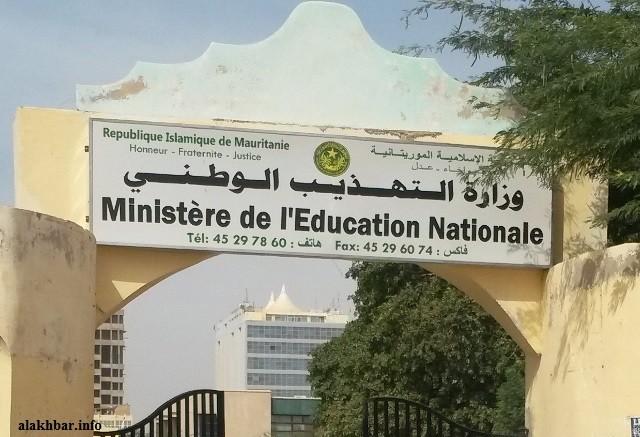 Republique Islamique de Mauritanie
Honneur - Fraternite - Justice
الإسلامية الموريتانية
إخاء - عدل
وزارة التهذيب الوطني
Ministère de l'Education Nationale
Tél: 45 29 78 60 : هاتف Fax: 45 29 60 74 : فاكس
alakhbar.info